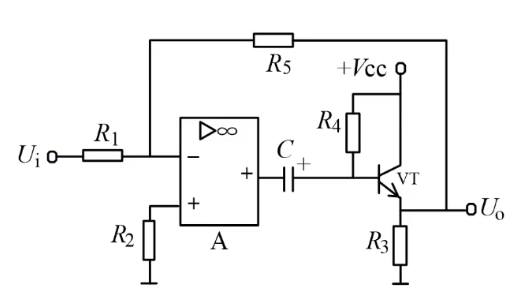 R5
+Vcc
R4
▷∞
R1
C
+
Ui
−
+
VT
+
Uo
R2
A
R3